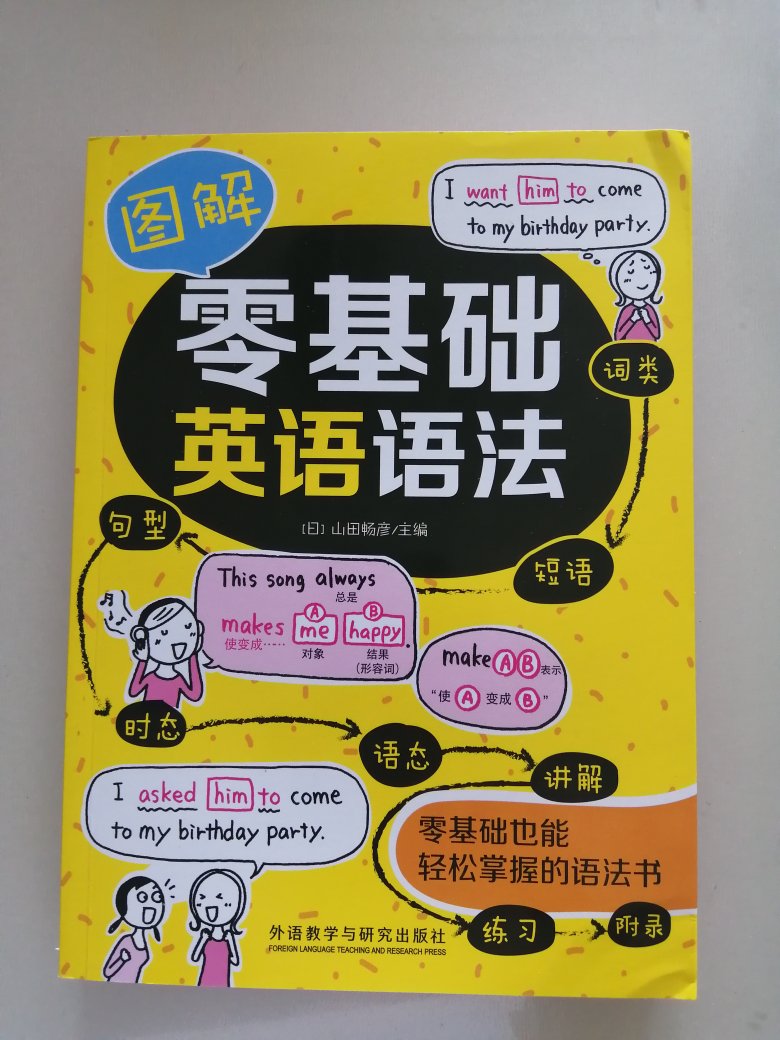 图解
I want him to come
to my birthday party.
零基础
英语语法
词类
[日] 山田畅彦/主编
句型
短语
This song always
总是
A B
makes me happy.
使变成…… 对象 结果
(形容词)
make A B 表示
“使 A 变成 B”
时态
语态
讲解
I asked him to come
to my birthday party.
零基础也能
轻松掌握的语法书
练习
附录
外语教学与研究出版社
FOREIGN LANGUAGE TEACHING AND RESEARCH PRESS